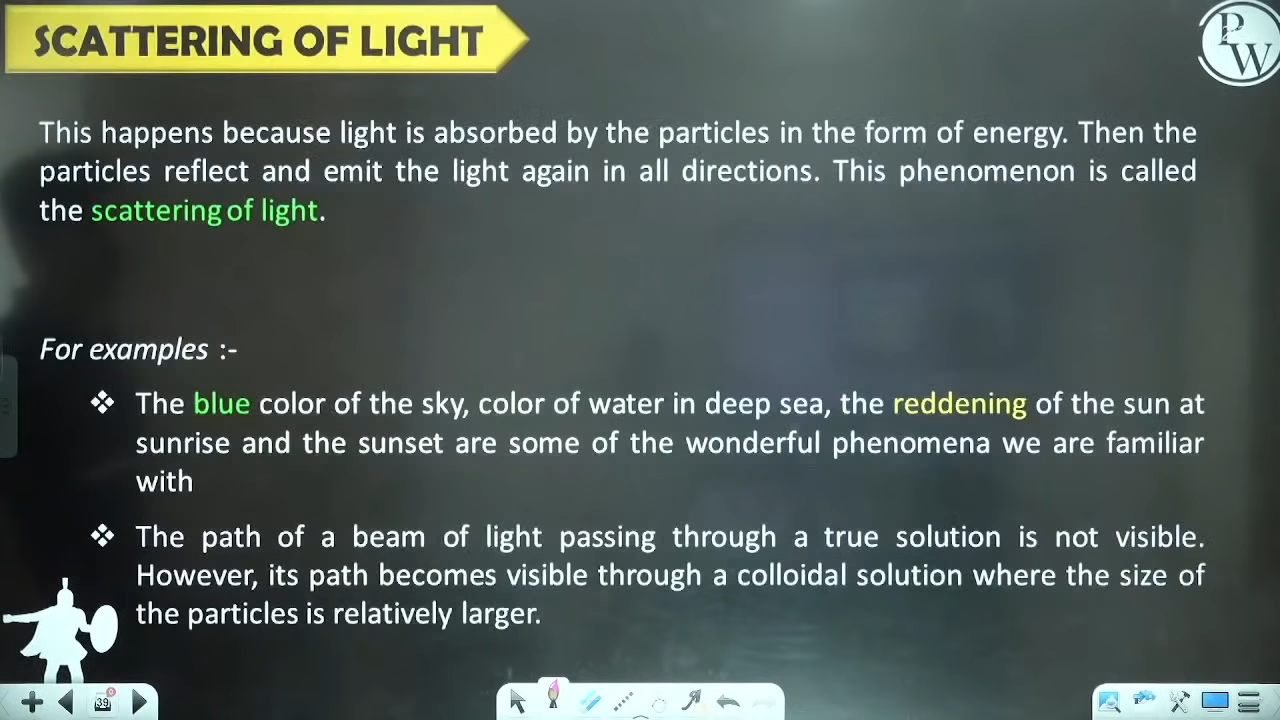 SCATTERING OF LIGHT
PW
This happens because light is absorbed by the particles in the form of energy. Then the
particles reflect and emit the light again in all directions. This phenomenon is called
the scattering of light.
For examples :-
❖ The blue color of the sky, color of water in deep sea, the reddening of the sun at
sunrise and the sunset are some of the wonderful phenomena we are familiar
with
❖ The path of a beam of light passing through a true solution is not visible.
However, its path becomes visible through a colloidal solution where the size of
the particles is relatively larger.
39